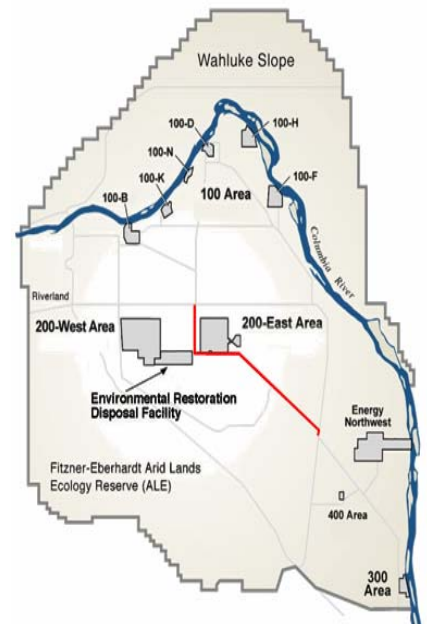 Wahluke Slope
100-D
100-H
100-N
100-K
100-F
100-B
100 Area
Columbia River
Riverland
200-West Area
200-East Area
Environmental Restoration
Disposal Facility
Energy
Northwest
Fitzner-Eberhardt Arid Lands
Ecology Reserve (ALE)
400 Area
300
Area